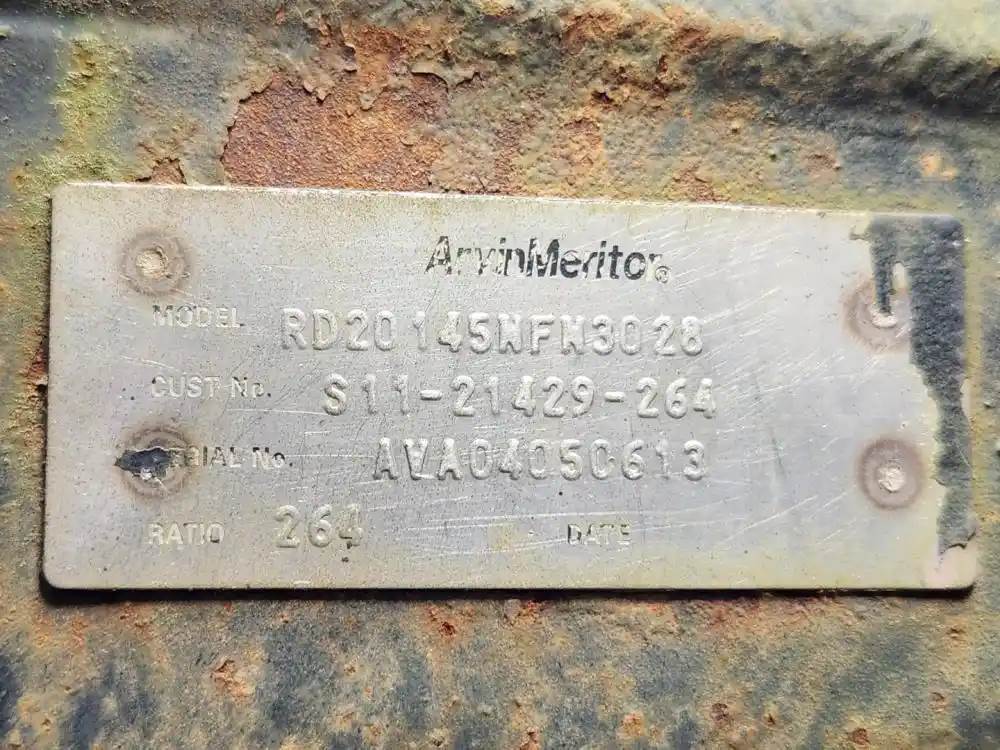 ArvinMeritor®
MODEL RD20145NFN3028
CUST No. S11-21429-264
SERIAL No. AVA04050613
RATIO 264 DATE